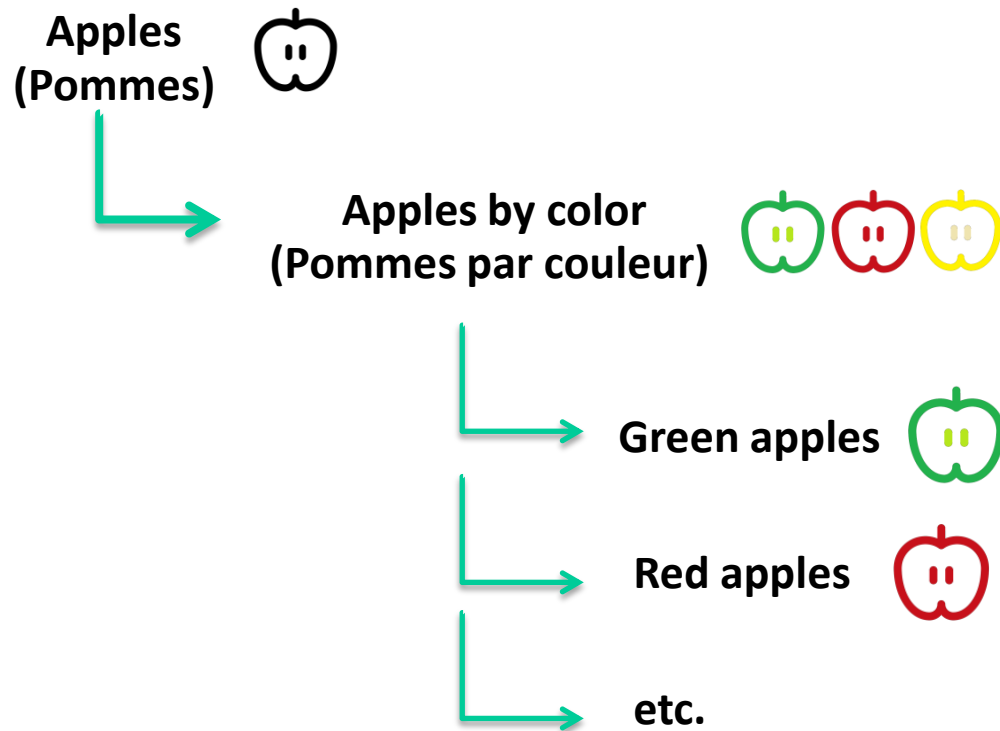 Apples
(Pommes)
Apples by color
(Pommes par couleur)
Green apples
Red apples
etc.